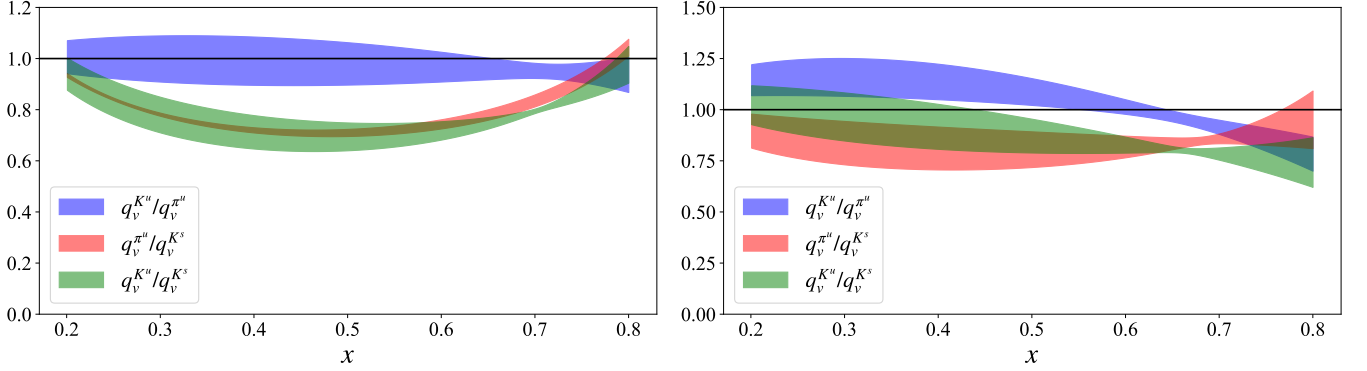 1.2
1.0
0.8
0.6
0.4
0.2
0.0
q_v^{K^u}/q_v^{π^u}
q_v^{π^u}/q_v^{K^s}
q_v^{K^u}/q_v^{K^s}
0.2 0.3 0.4 0.5 0.6 0.7 0.8
x
1.50
1.25
1.00
0.75
0.50
0.25
0.00
q_v^{K^u}/q_v^{π^u}
q_v^{π^u}/q_v^{K^s}
q_v^{K^u}/q_v^{K^s}
0.2 0.3 0.4 0.5 0.6 0.7 0.8
x